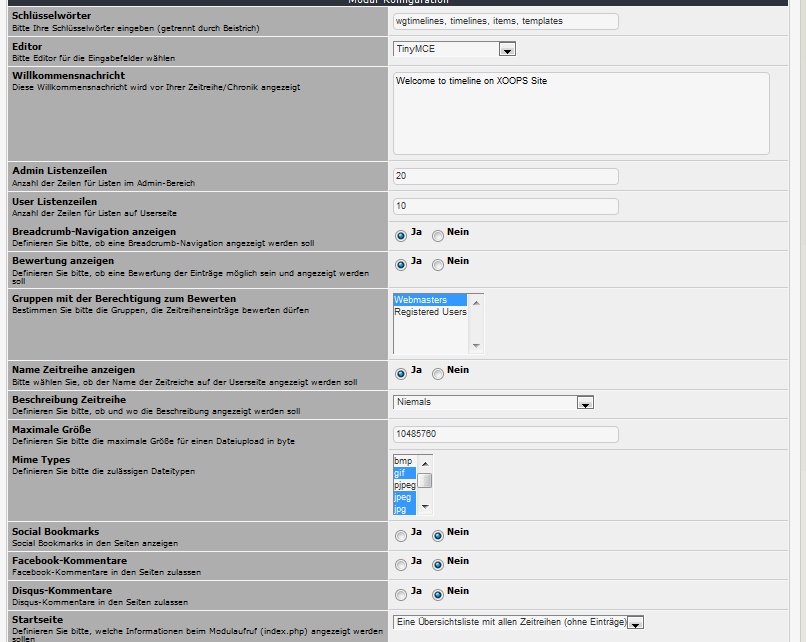 Modul-Konfiguration
Schlüsselwörter
Bitte Ihre Schlüsselwörter eingeben (getrennt durch Beistrich)
wgtimelines, timelines, items, templates
Editor
Bitte Editor für die Eingabefelder wählen
TinyMCE
Willkommensnachricht
Diese Willkommensnachricht wird vor Ihrer Zeitreihe/Chronik angezeigt
Welcome to timeline on XOOPS Site
Admin Listenzeilen
Anzahl der Zeilen für Listen im Admin-Bereich
20
User Listenzeilen
Anzahl der Zeilen für Listen auf Userseite
10
Breadcrumb-Navigation anzeigen
Definieren Sie bitte, ob eine Breadcrumb-Navigation angezeigt werden soll
Ja Nein
Bewertung anzeigen
Definieren Sie bitte, ob eine Bewertung der Einträge möglich sein und angezeigt werden
soll
Ja Nein
Gruppen mit der Berechtigung zum Bewerten
Bestimmen Sie bitte die Gruppen, die Zeitreiheneinträge bewerten dürfen
Webmasters
Registered Users
Name Zeitreihe anzeigen
Bitte wählen Sie, ob der Name der Zeitreiche auf der Userseite angezeigt werden soll
Ja Nein
Beschreibung Zeitreihe
Definieren Sie bitte, ob und wo die Beschreibung angezeigt werden soll
Niemals
Maximale Größe
Definieren Sie bitte die maximale Größe für einen Dateiupload in byte
10485760
Mime Types
Definieren Sie bitte die zulässigen Dateitypen
bmp
gif
pjpeg
jpeg
jpg
Social Bookmarks
Social Bookmarks in den Seiten anzeigen
Ja Nein
Facebook-Kommentare
Facebook-Kommentare in den Seiten zulassen
Ja Nein
Disqus-Kommentare
Disqus-Kommentare in den Seiten zulassen
Ja Nein
Startseite
Definieren Sie bitte, welche Informationen beim Modulaufruf (index.php) angezeigt werden
sollen
Eine Übersichtsliste mit allen Zeitreihen (ohne Einträge)